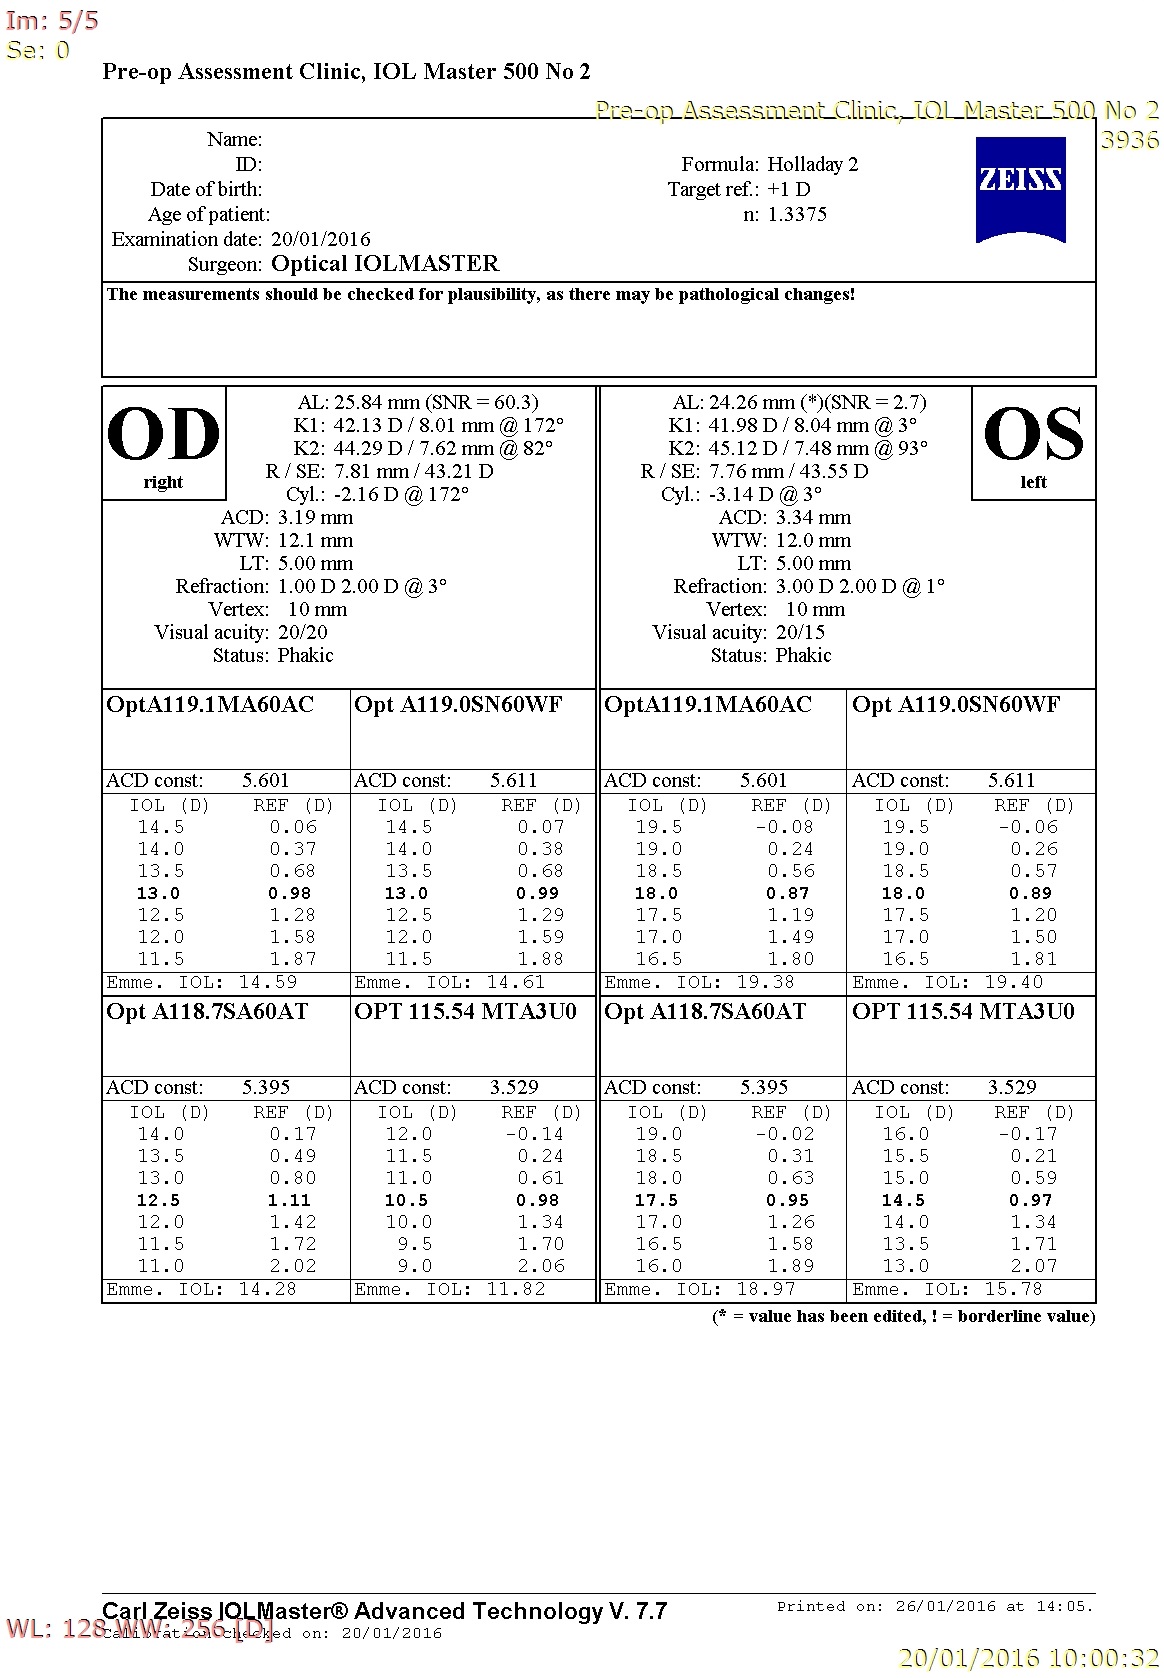 Im: 5/5
Se: 0
Pre-op Assessment Clinic, IOL Master 500 No 2
Pre-op Assessment Clinic, IOL Master 500 No 2
3936
Name:
ID:
Date of birth:
Age of patient:
Examination date: 20/01/2016
Surgeon: Optical IOLMASTER
Formula: Holladay 2
Target ref.: +1 D
n: 1.3375
ZEISS
The measurements should be checked for plausibility, as there may be pathological changes!
OD
right
AL: 25.84 mm (SNR = 60.3)
K1: 42.13 D / 8.01 mm @ 172°
K2: 44.29 D / 7.62 mm @ 82°
R / SE: 7.81 mm / 43.21 D
Cyl.: -2.16 D @ 172°
ACD: 3.19 mm
WTW: 12.1 mm
LT: 5.00 mm
Refraction: 1.00 D 2.00 D @ 3°
Vertex: 10 mm
Visual acuity: 20/20
Status: Phakic
OS
left
AL: 24.26 mm (*)(SNR = 2.7)
K1: 41.98 D / 8.04 mm @ 3°
K2: 45.12 D / 7.48 mm @ 93°
R / SE: 7.76 mm / 43.55 D
Cyl.: -3.14 D @ 3°
ACD: 3.34 mm
WTW: 12.0 mm
LT: 5.00 mm
Refraction: 3.00 D 2.00 D @ 1°
Vertex: 10 mm
Visual acuity: 20/15
Status: Phakic
OptA119.1MA60AC Opt A119.0SN60WF OptA119.1MA60AC Opt A119.0SN60WF
ACD const: 5.601 ACD const: 5.611 ACD const: 5.601 ACD const: 5.611
IOL (D) REF (D) IOL (D) REF (D) IOL (D) REF (D) IOL (D) REF (D)
14.5 0.06 14.5 0.07 19.5 -0.08 19.5 -0.06
14.0 0.37 14.0 0.38 19.0 0.24 19.0 0.26
13.5 0.68 13.5 0.68 18.5 0.56 18.5 0.57
13.0 0.98 13.0 0.99 18.0 0.87 18.0 0.89
12.5 1.28 12.5 1.29 17.5 1.19 17.5 1.20
12.0 1.58 12.0 1.59 17.0 1.49 17.0 1.50
11.5 1.87 11.5 1.88 16.5 1.80 16.5 1.81
Emme. IOL: 14.59 Emme. IOL: 14.61 Emme. IOL: 19.38 Emme. IOL: 19.40
Opt A118.7SA60AT OPT 115.54 MTA3U0 Opt A118.7SA60AT OPT 115.54 MTA3U0
ACD const: 5.395 ACD const: 3.529 ACD const: 5.395 ACD const: 3.529
IOL (D) REF (D) IOL (D) REF (D) IOL (D) REF (D) IOL (D) REF (D)
14.0 0.17 12.0 -0.14 19.0 -0.02 16.0 -0.17
13.5 0.49 11.5 0.24 18.5 0.31 15.5 0.21
13.0 0.80 11.0 0.61 18.0 0.63 15.0 0.59
12.5 1.11 10.5 0.98 17.5 0.95 14.5 0.97
12.0 1.42 10.0 1.34 17.0 1.26 14.0 1.34
11.5 1.72 9.5 1.70 16.5 1.58 13.5 1.71
11.0 2.02 9.0 2.06 16.0 1.89 13.0 2.07
Emme. IOL: 14.28 Emme. IOL: 11.82 Emme. IOL: 18.97 Emme. IOL: 15.78
(* = value has been edited, ! = borderline value)
Carl Zeiss IOLMaster® Advanced Technology V. 7.7
Printed on: 26/01/2016 at 14:05.
WL: 128 WW: 256 [D]
Calibration checked on: 20/01/2016
20/01/2016 10:00:32